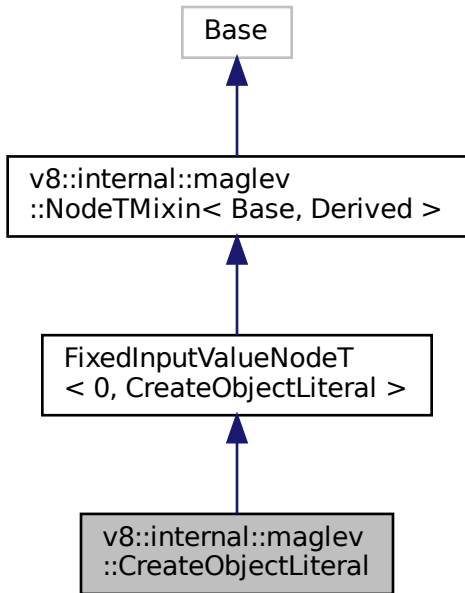 Base
v8::internal::maglev
::NodeTMixin< Base, Derived >
FixedInputValueNodeT
< 0, CreateObjectLiteral >
v8::internal::maglev
::CreateObjectLiteral